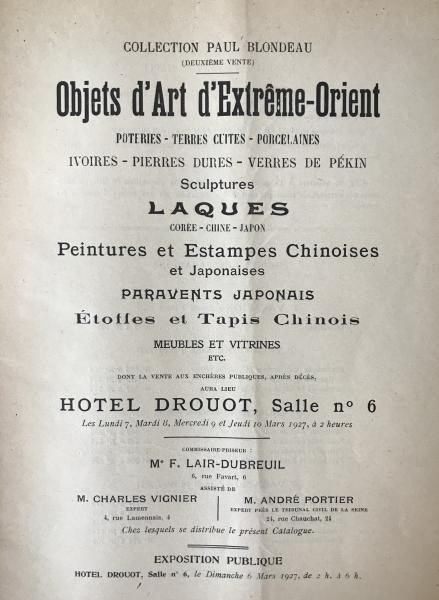 COLLECTION PAUL BLONDEAU
(DEUXIÈME VENTE)
Objets d'Art d'Extrême-Orient
POTERIES - TERRES CUITES - PORCELAINES
IVOIRES - PIERRES DURES - VERRES DE PÉKIN
Sculptures
LAQUES
CORÉE - CHINE - JAPON
Peintures et Estampes Chinoises
et Japonaises
PARAVENTS JAPONAIS
Étoffes et Tapis Chinois
MEUBLES ET VITRINES
ETC.
DONT LA VENTE AUX ENCHÈRES PUBLIQUES, APRÈS DÉCÈS,
AURA LIEU
HOTEL DROUOT, Salle nº 6
Les Lundi 7, Mardi 8, Mercredi 9 et Jeudi 10 Mars 1927, à 2 heures
COMMISSAIRE-PRISEUR :
Mᵉ F. LAIR-DUBREUIL
6, rue Favart, 6
ASSISTÉ DE
M. CHARLES VIGNIER
EXPERT
4, rue Lamennais, 4
M. ANDRÉ PORTIER
EXPERT PRÈS LE TRIBUNAL CIVIL DE LA SEINE
24, rue Chauchat, 24
Chez lesquels se distribue le présent Catalogue.
EXPOSITION PUBLIQUE
HOTEL DROUOT, Salle nº 6, le Dimanche 6 Mars 1927, de 2 h. à 6 h.